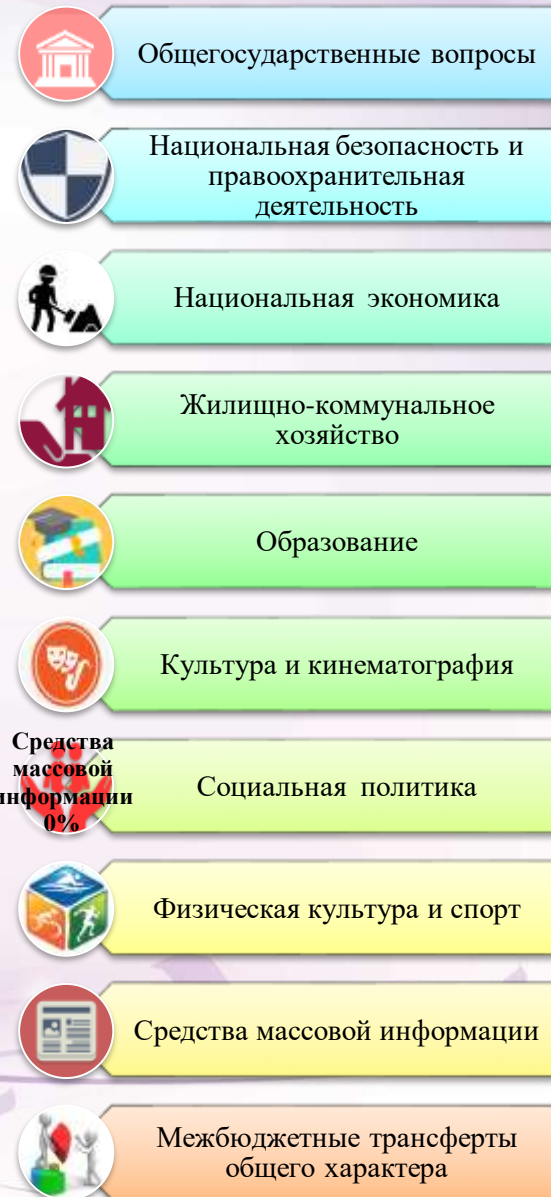 Общегосударственные вопросы
Национальная безопасность и
правоохранительная
деятельность
Национальная экономика
Жилищно-коммунальное
хозяйство
Образование
Культура и кинематография
Средства
массовой
информации
0%
Социальная политика
Физическая культура и спорт
Средства массовой информации
Межбюджетные трансферты
общего характера